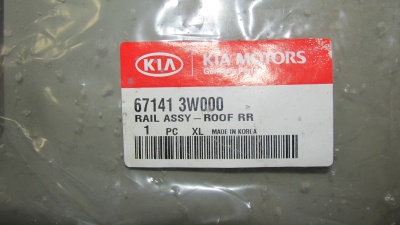 KIA KIA MOTORS
67141 3W000
RAIL ASSY-ROOF RR
1 PC XL MADE IN KOREA